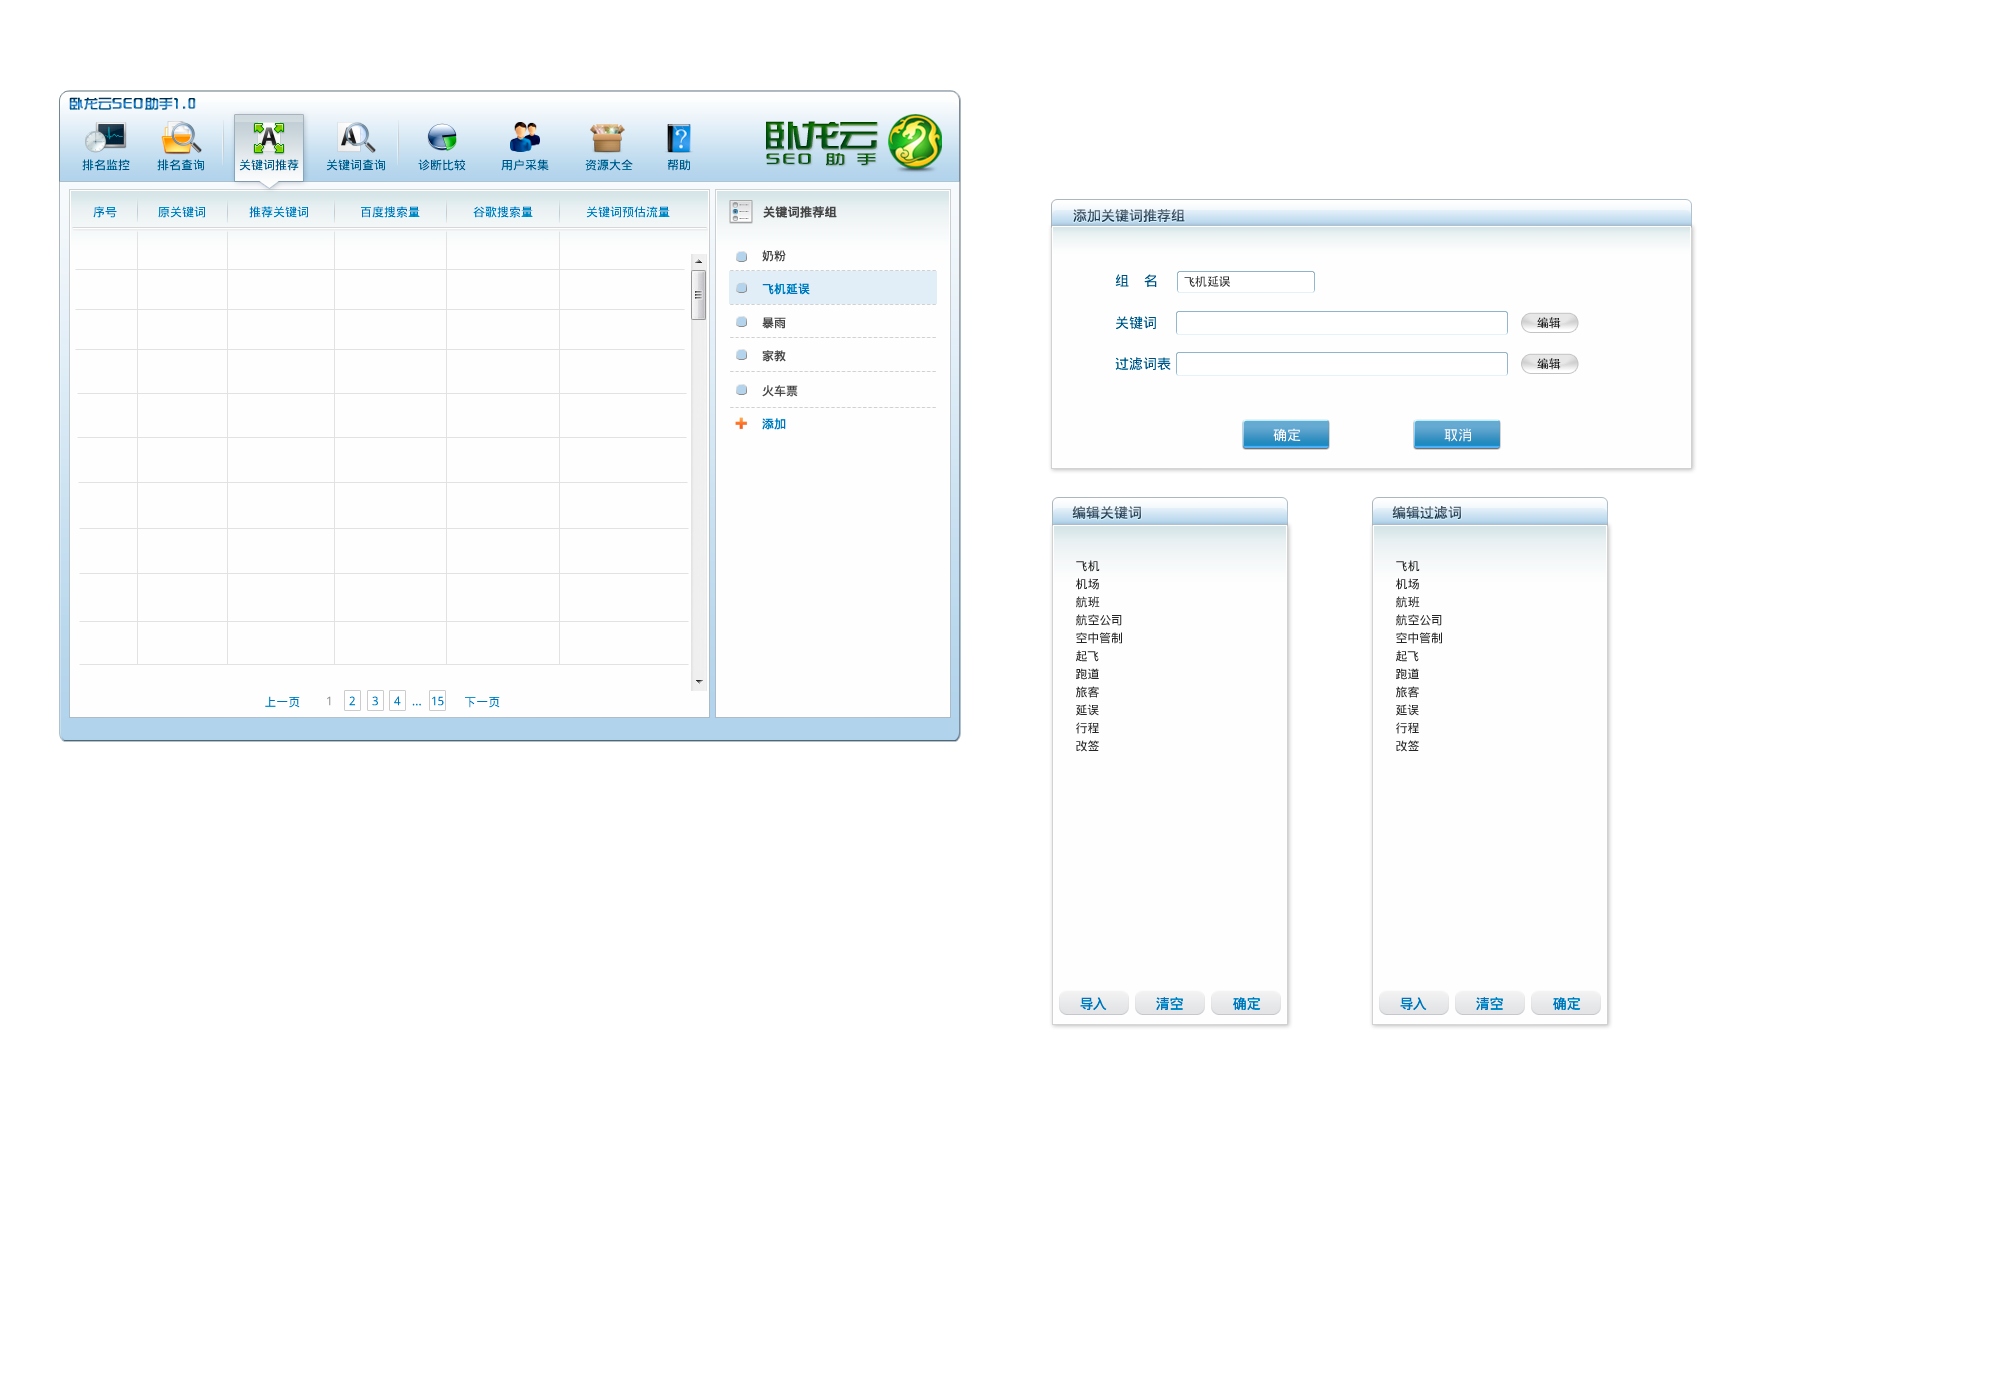 卧龙云SEO助手1.0
排名监控 排名查询 关键词推荐 关键词查询 诊断比较 用户采集 资源大全 帮助
卧龙云
SEO 助 手
序号 原关键词 推荐关键词 百度搜索量 谷歌搜索量 关键词预估流量
上一页 1 2 3 4 ... 15 下一页
关键词推荐组
奶粉
飞机延误
暴雨
家教
火车票
添加
添加关键词推荐组
组 名 飞机延误
关键词 编辑
过滤词表 编辑
确定 取消
编辑关键词
飞机
机场
航班
航空公司
空中管制
起飞
跑道
旅客
延误
行程
改签
导入 清空 确定
编辑过滤词
飞机
机场
航班
航空公司
空中管制
起飞
跑道
旅客
延误
行程
改签
导入 清空 确定